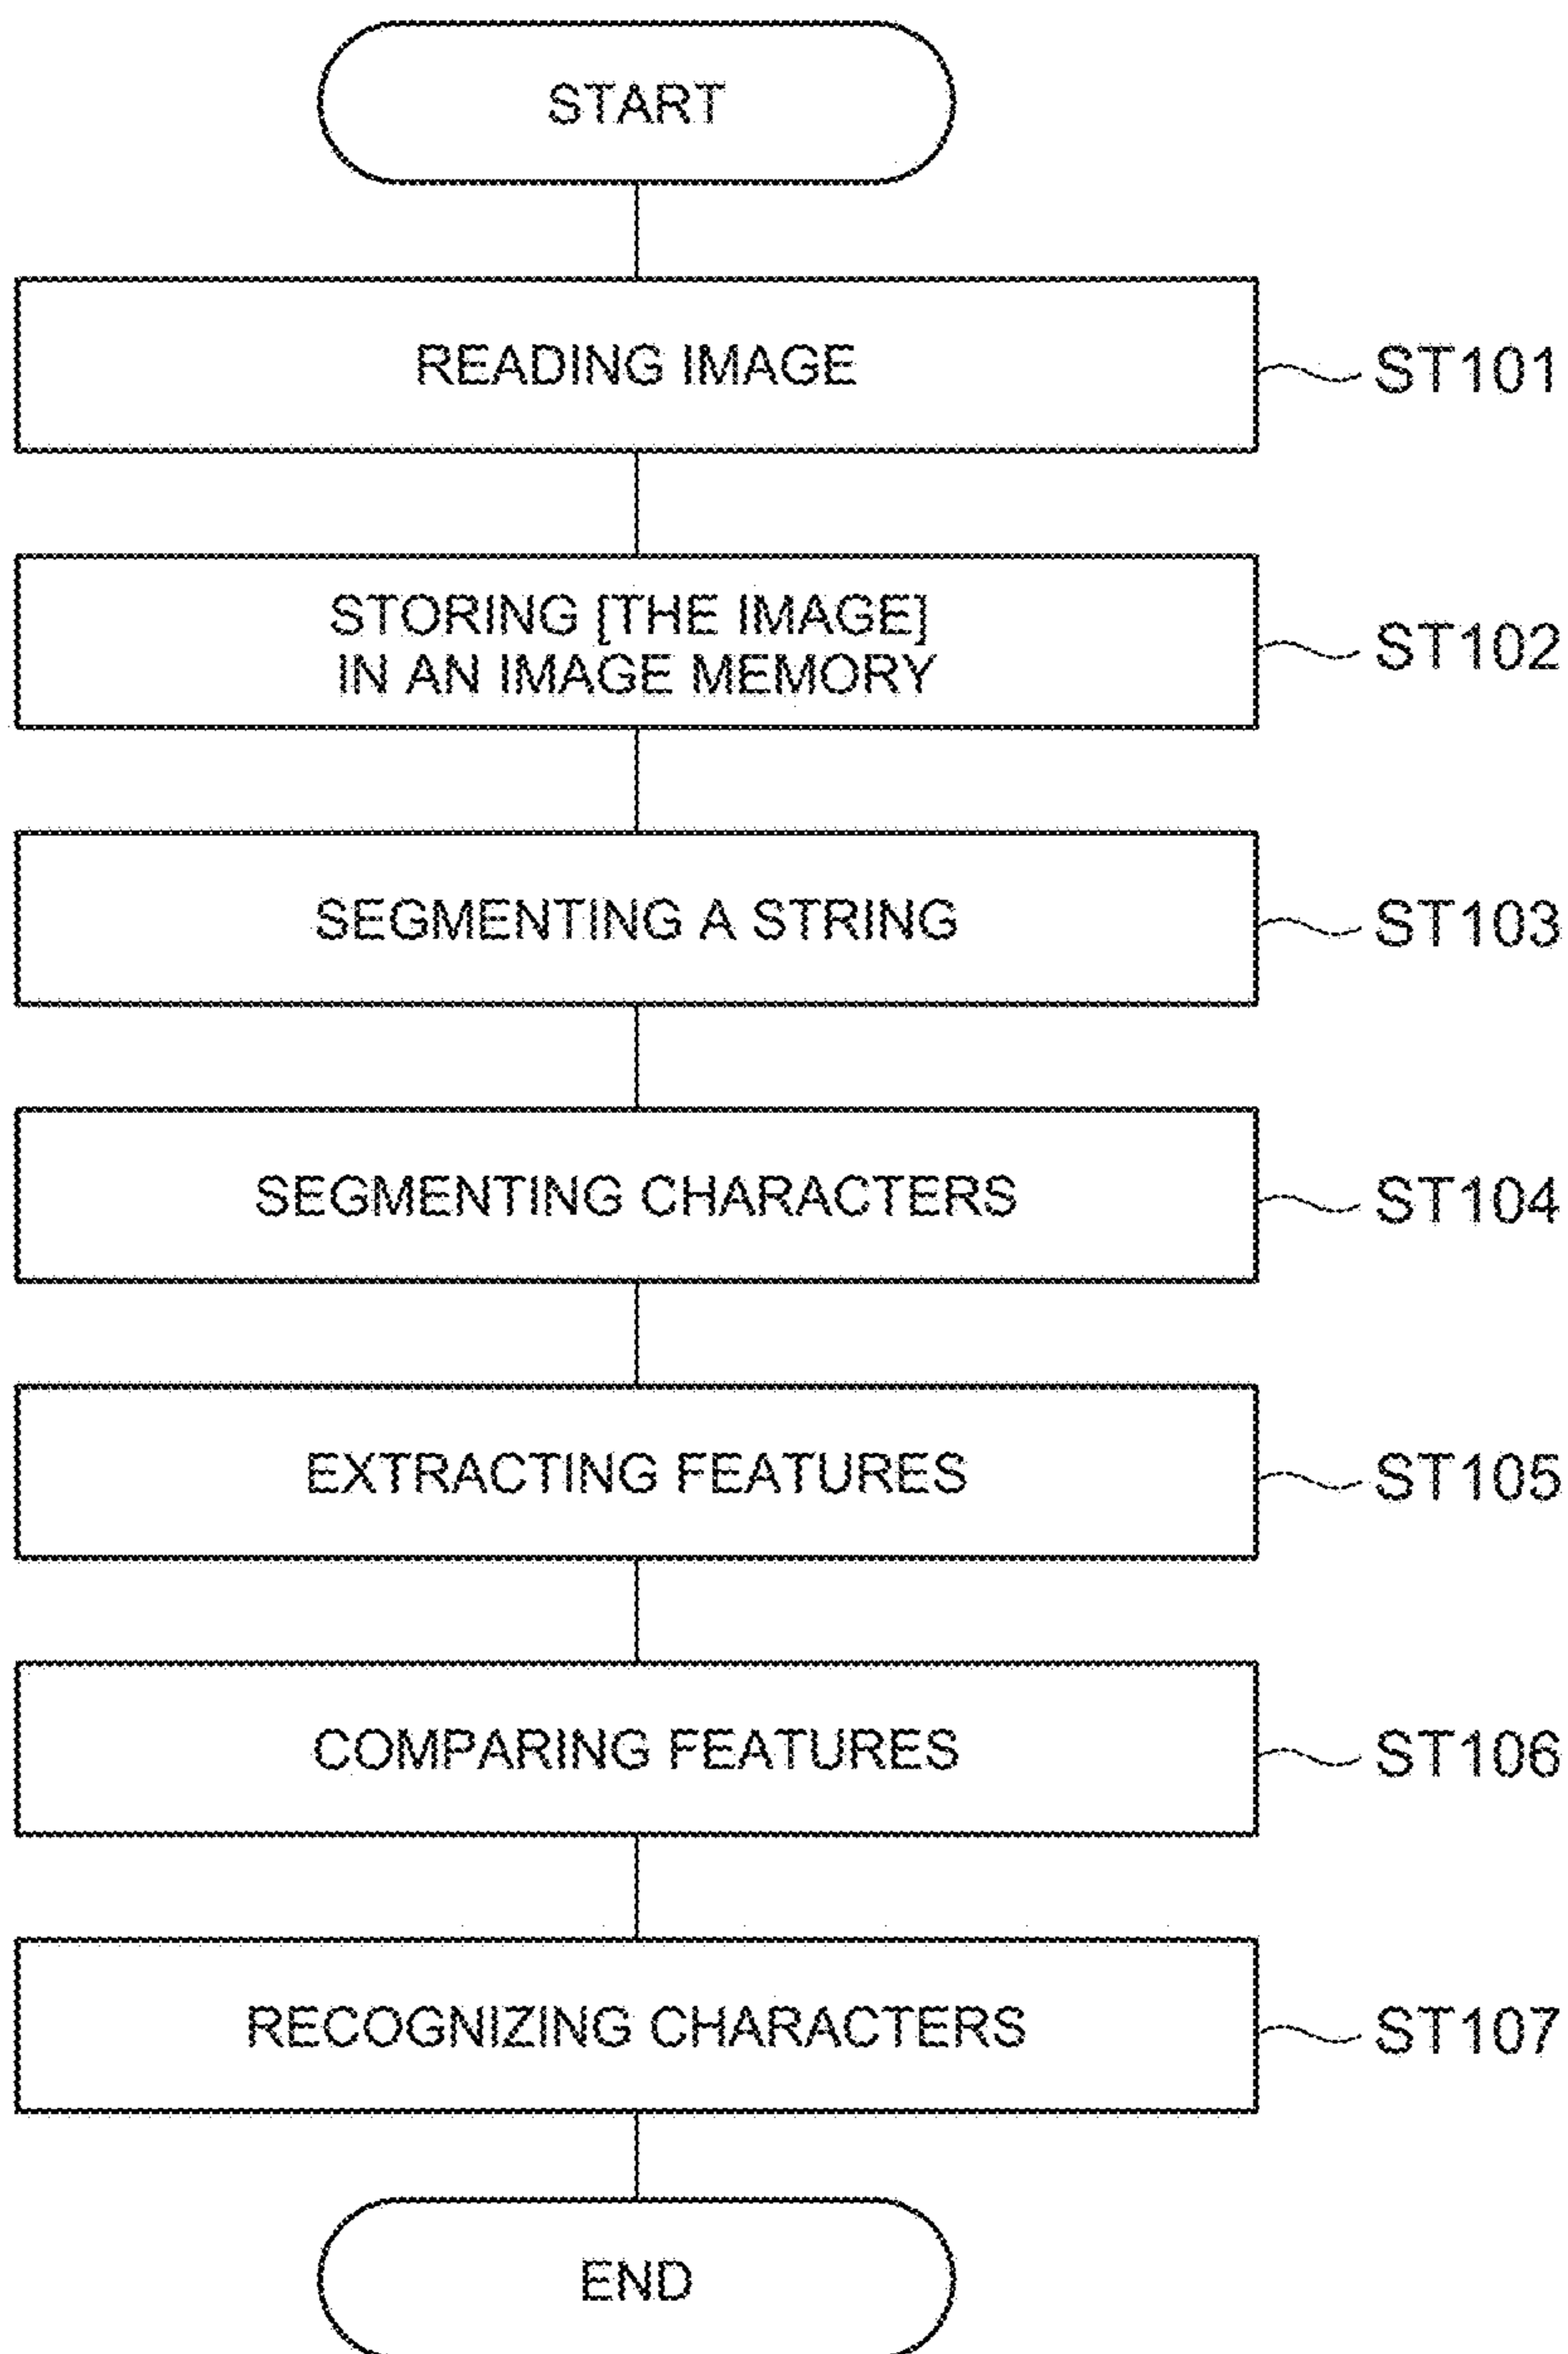 START
READING IMAGE
ST101
STORING [THE IMAGE]
IN AN IMAGE MEMORY
ST102
SEGMENTING A STRING
ST103
SEGMENTING CHARACTERS
ST104
EXTRACTING FEATURES
ST105
COMPARING FEATURES
ST106
RECOGNIZING CHARACTERS
ST107
END